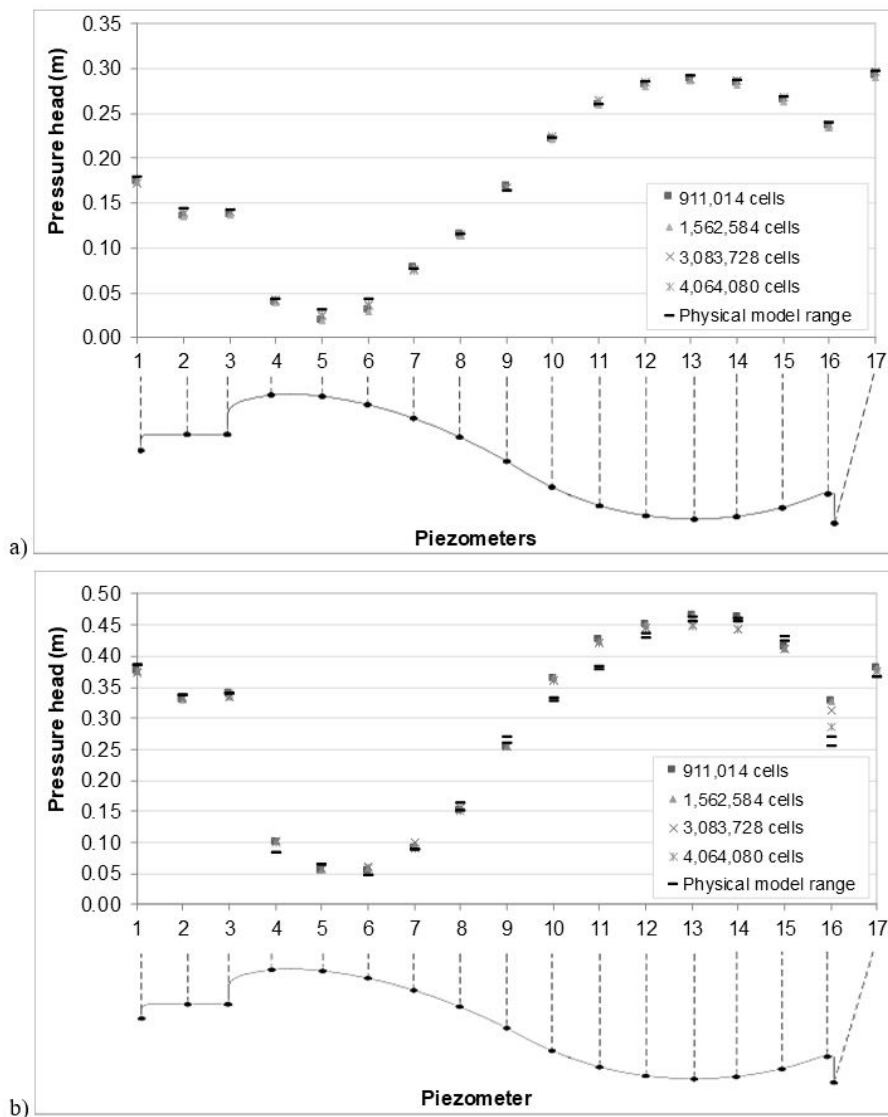 0.35
0.30
0.25
0.20
0.15
0.10
0.05
0.00
Pressure head (m)
911,014 cells
1,562,584 cells
3,083,728 cells
4,064,080 cells
Physical model range
1 2 3 4 5 6 7 8 9 10 11 12 13 14 15 16 17
Piezometers
a)
0.50
0.45
0.40
0.35
0.30
0.25
0.20
0.15
0.10
0.05
0.00
Pressure head (m)
911,014 cells
1,562,584 cells
3,083,728 cells
4,064,080 cells
Physical model range
1 2 3 4 5 6 7 8 9 10 11 12 13 14 15 16 17
Piezometer
b)